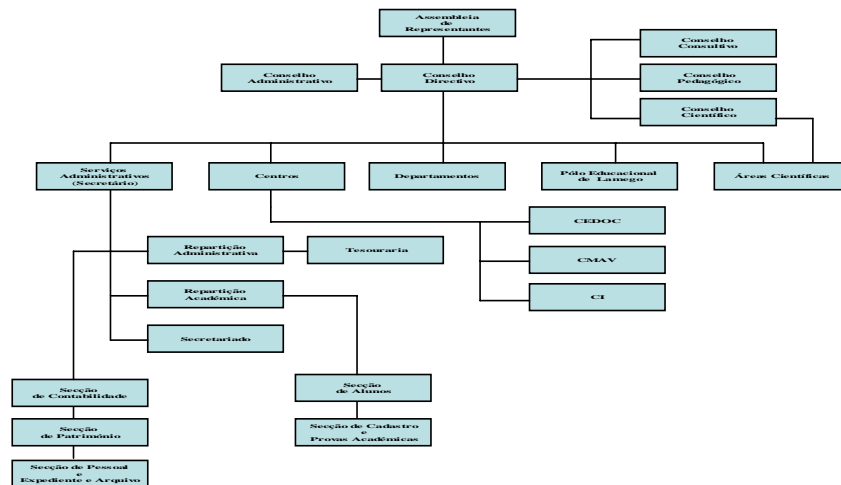 Assembleia
de
Representantes
Conselho
Consultivo
Conselho
Administrativo
Conselho
Directivo
Conselho
Pedagógico
Conselho
Científico
Serviços
Administrativos
(Secretário)
Centros
Departamentos
Pólo Educacional
de Lamego
Áreas Científicas
CEDOC
Repartição
Administrativa
Tesouraria
CMAV
Repartição
Académica
CI
Secretariado
Secção
de Contabilidade
Secção
de Alunos
Secção
de Património
Secção de Cadastro
e
Provas Académicas
Secção de Pessoal
e
Expediente e Arquivo